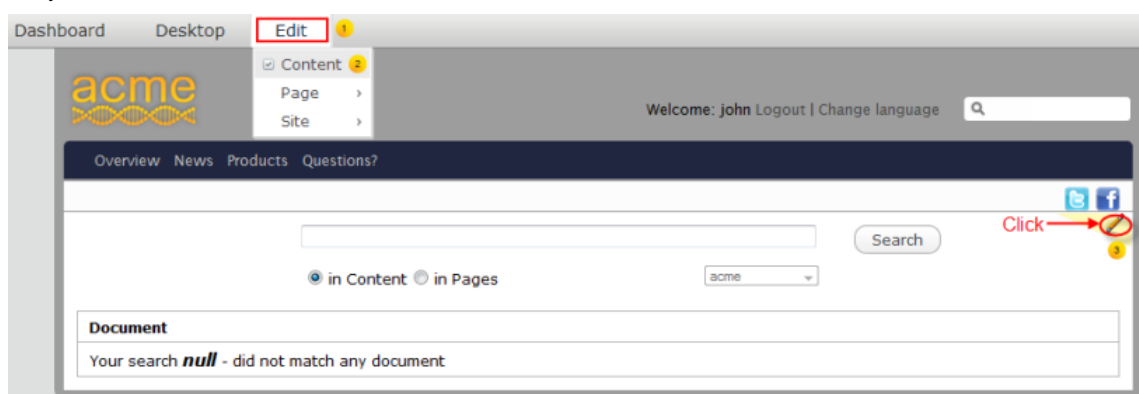 Dashboard Desktop Edit 1
Content 2
Page
Site
acme
Welcome: john Logout | Change language
Overview News Products Questions?
Click
Search
3
in Content in Pages acme
Document
Your search null - did not match any document